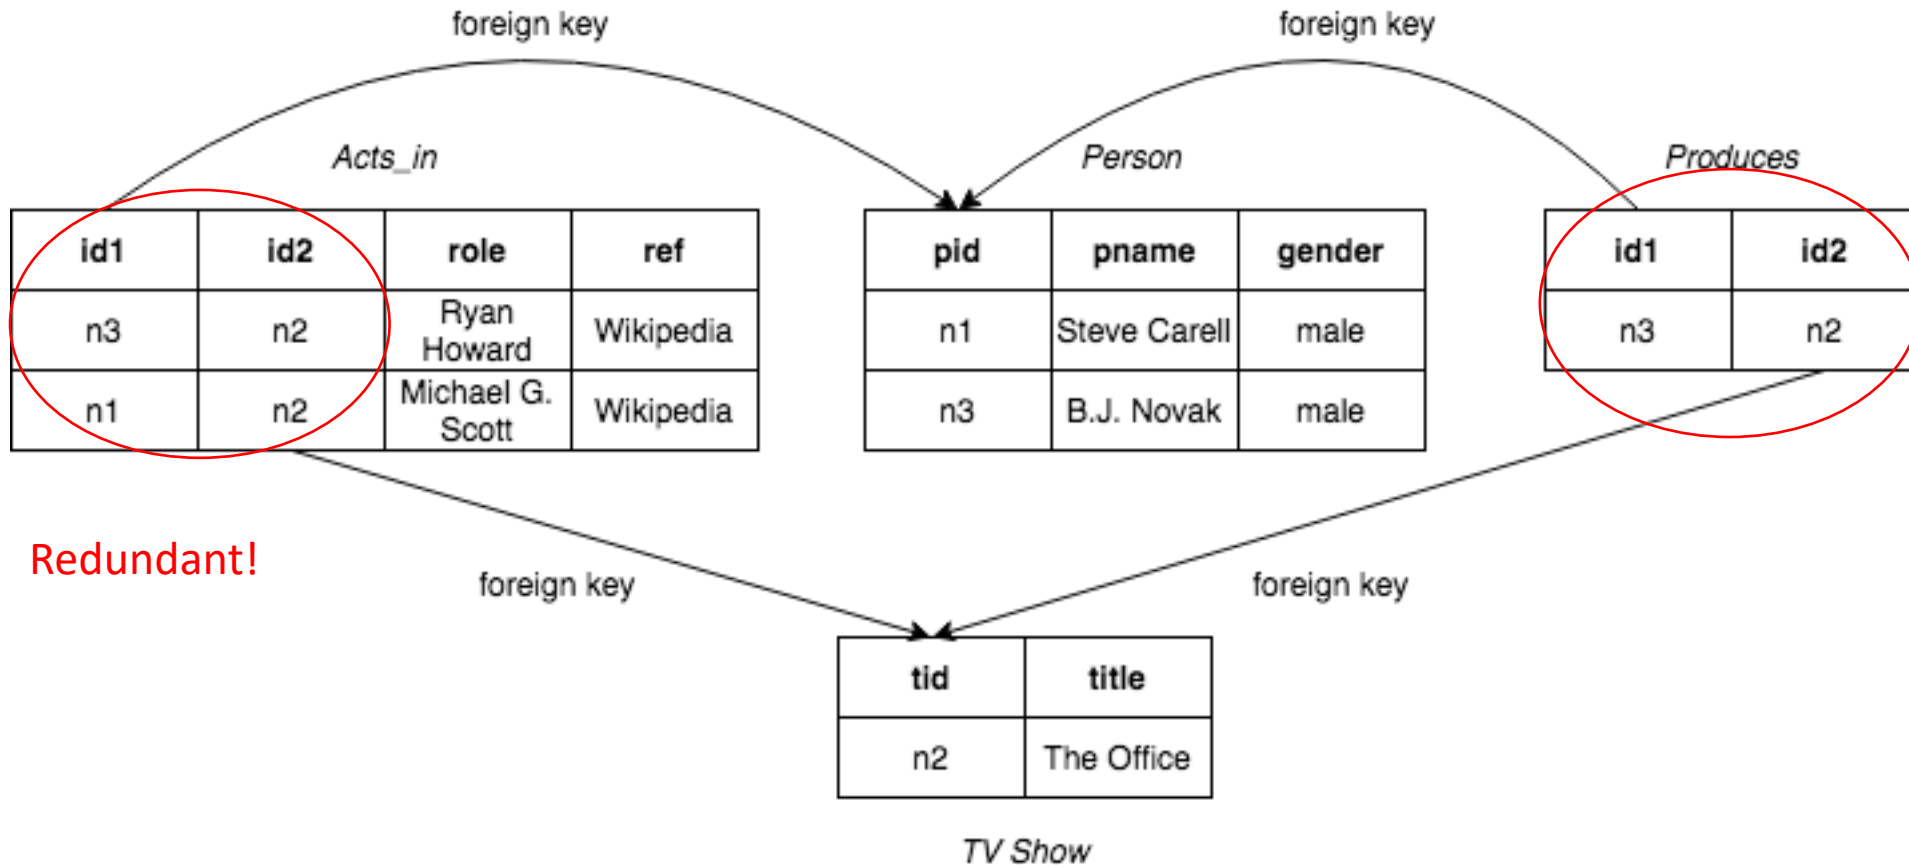 foreign key
foreign key
Acts_in
Person
Produces
id1 id2 role ref
n3 n2 Ryan Howard Wikipedia
n1 n2 Michael G. Scott Wikipedia
pid pname gender
n1 Steve Carell male
n3 B.J. Novak male
id1 id2
n3 n2
Redundant!
foreign key
foreign key
tid title
n2 The Office
TV Show